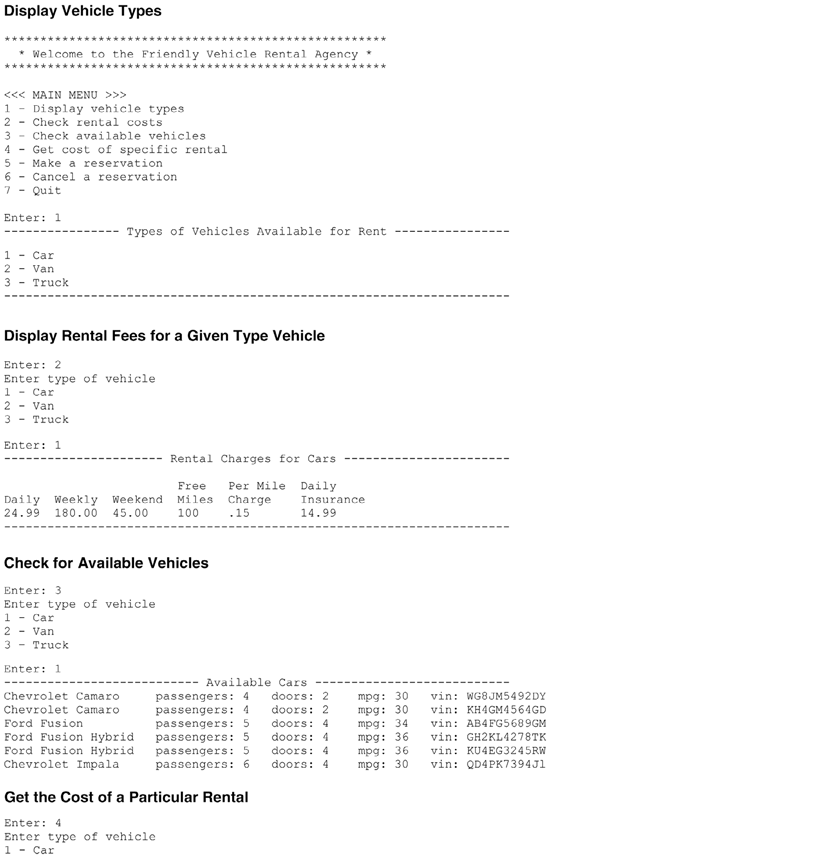 Display Vehicle Types
*****************************************************
  * Welcome to the Friendly Vehicle Rental Agency *
*****************************************************
<<< MAIN MENU >>>
1 - Display vehicle types
2 - Check rental costs
3 - Check available vehicles
4 - Get cost of specific rental
5 - Make a reservation
6 - Cancel a reservation
7 - Quit
Enter: 1
---------------- Types of Vehicles Available for Rent ----------------
1 - Car
2 - Van
3 - Truck
----------------------------------------------------------------------
Display Rental Fees for a Given Type Vehicle
Enter: 2
Enter type of vehicle
1 - Car
2 - Van
3 - Truck
Enter: 1
---------------------- Rental Charges for Cars -----------------------
                        Free   Per Mile  Daily
Daily  Weekly  Weekend  Miles  Charge    Insurance
24.99  180.00  45.00    100    .15       14.99
----------------------------------------------------------------------
Check for Available Vehicles
Enter: 3
Enter type of vehicle
1 - Car
2 - Van
3 - Truck
Enter: 1
--------------------------- Available Cars ---------------------------
Chevrolet Camaro     passengers: 4   doors: 2    mpg: 30   vin: WG8JM5492DY
Chevrolet Camaro     passengers: 4   doors: 2    mpg: 30   vin: KH4GM4564GD
Ford Fusion          passengers: 5   doors: 4    mpg: 34   vin: AB4FG5689GM
Ford Fusion Hybrid   passengers: 5   doors: 4    mpg: 36   vin: GH2KL4278TK
Ford Fusion Hybrid   passengers: 5   doors: 4    mpg: 36   vin: KU4EG3245RW
Chevrolet Impala     passengers: 6   doors: 4    mpg: 30   vin: QD4PK7394Jl
Get the Cost of a Particular Rental
Enter: 4
Enter type of vehicle
1 - Car